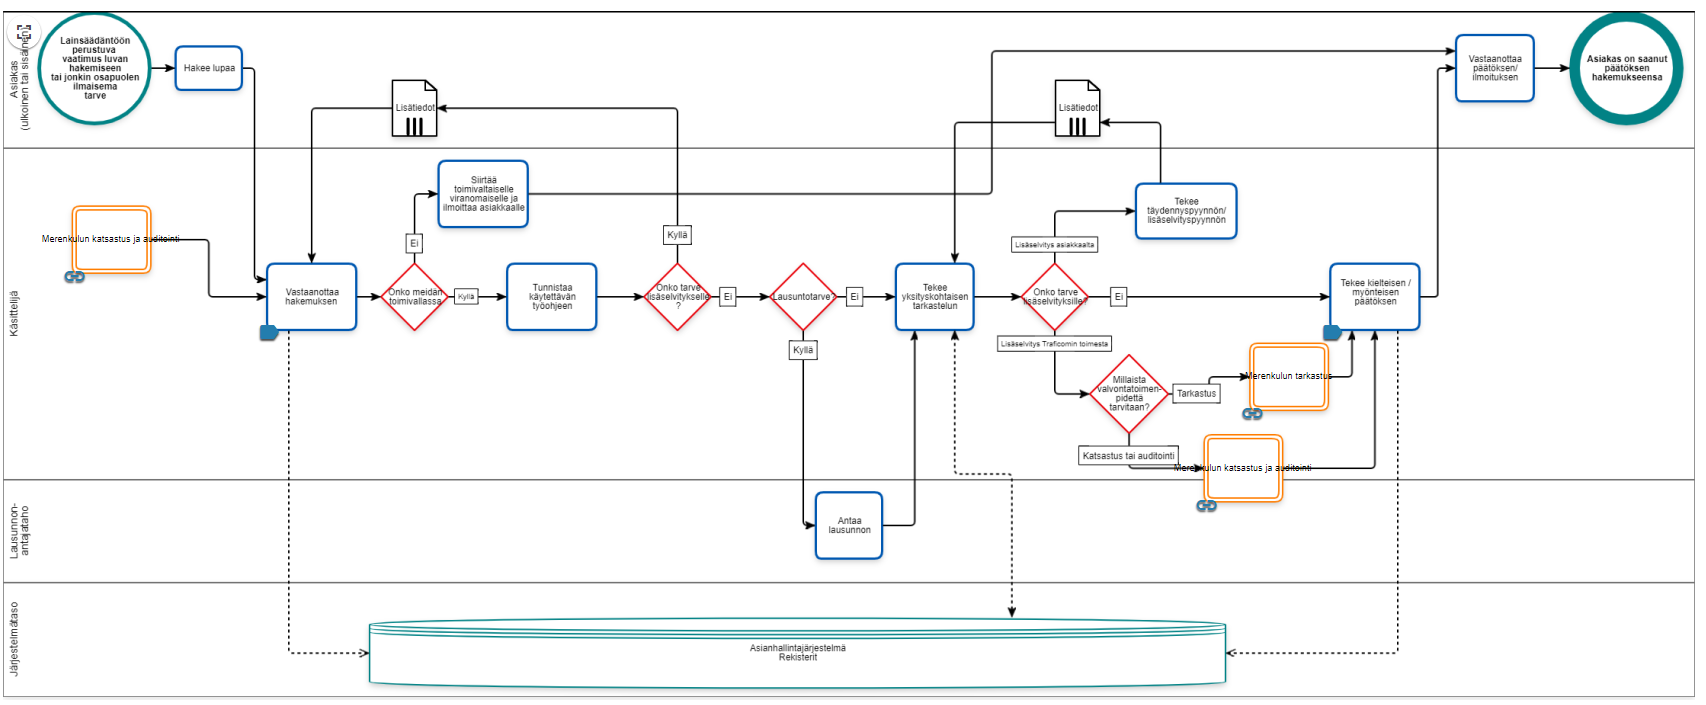 Asiakas
(ulkoinen tai sisäinen)
Lainsäädäntöön
perustuva
vaatimus luvan
hakemiseen
tai jonkin osapuolen
ilmaisema
tarve
Hakee lupaa
Lisätiedot
Lisätiedot
Vastaanottaa
päätöksen/
ilmoituksen
Asiakas on saanut
päätöksen
hakemukseensa
Käsittelijä
Merenkulun katsastus ja auditointi
Vastaanottaa
hakemuksen
Onko meidän
toimivallassa
Ei
Kyllä
Siirtää
toimivaltaiselle
viranomaiselle ja
ilmoittaa asiakkaalle
Tunnistaa
käytettävän
työohjeen
Onko tarve
lisäselvitykselle
?
Kyllä
Ei
Lausuntotarve?
Ei
Kyllä
Tekee
yksityiskohtaisen
tarkastelun
Onko tarve
lisäselvityksille?
Lisäselvitys asiakkaalta
Tekee
täydennyspyynnön/
lisäselvityspyynnön
Ei
Lisäselvitys Traficomin toimesta
Millaista
valvontatoimen-
pidettä
tarvitaan?
Tarkastus
Merenkulun tarkastus
Katsastus tai auditointi
Merenkulun katsastus ja auditointi
Tekee kielteisen /
myönteisen
päätöksen
Lausunnon-
antajataho
Antaa
lausunnon
Järjestelmätaso
Asianhallintajärjestelmä
Rekisterit